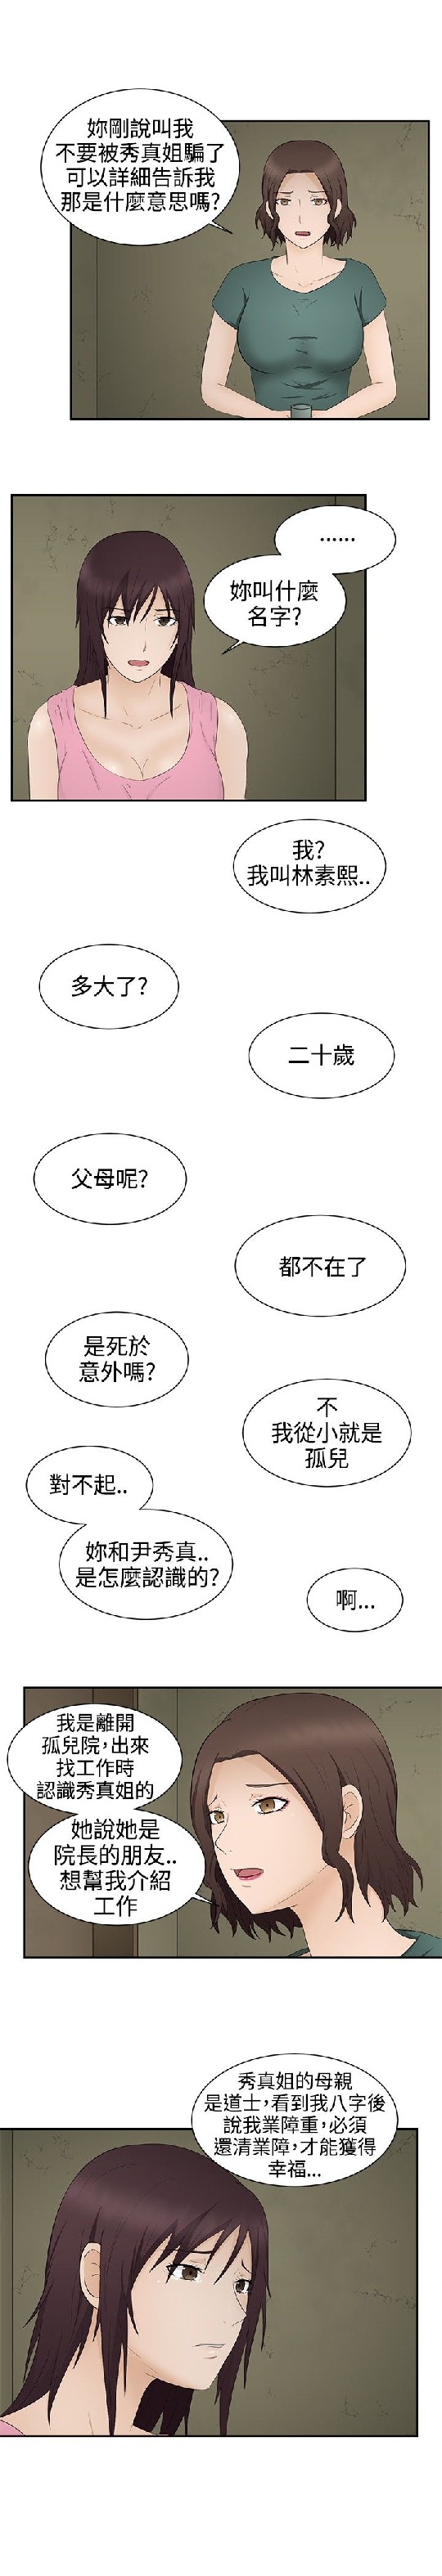 妳剛說叫我
不要被秀真姐騙了
可以詳細告訴我
那是什麼意思嗎?
......
妳叫什麼
名字?
我?
我叫林素熙..
多大了?
二十歲
父母呢?
都不在了
是死於
意外嗎?
不
我從小就是
孤兒
對不起..
妳和尹秀真..
是怎麼認識的?
啊...
我是離開
孤兒院,出來
找工作時
認識秀真姐的
她說她是
院長的朋友..
想幫我介紹
工作
秀真姐的母親
是道士,看到我八字後
說我業障重,必須
還清業障,才能獲得
幸福...